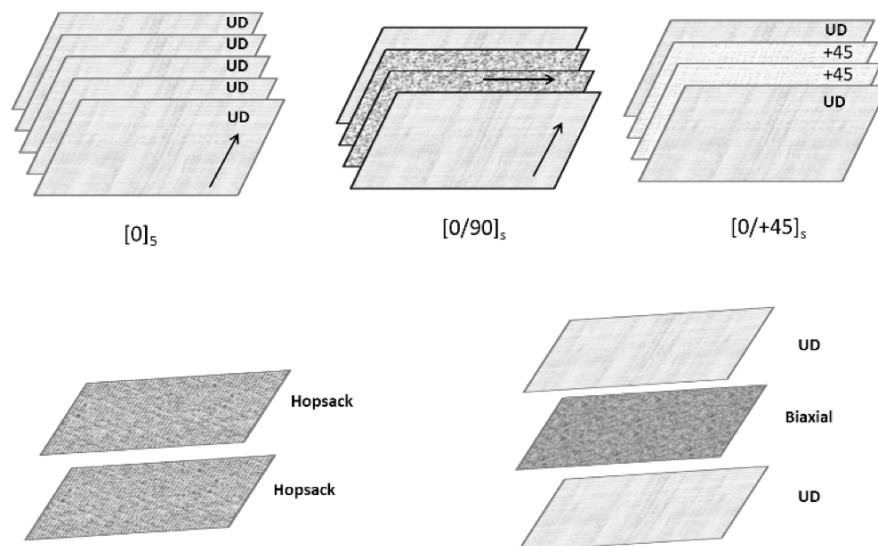 UD
UD
UD
UD
UD
[0]₅
[0/90]ₛ
UD
+45
+45
UD
[0/+45]ₛ
Hopsack
Hopsack
UD
Biaxial
UD